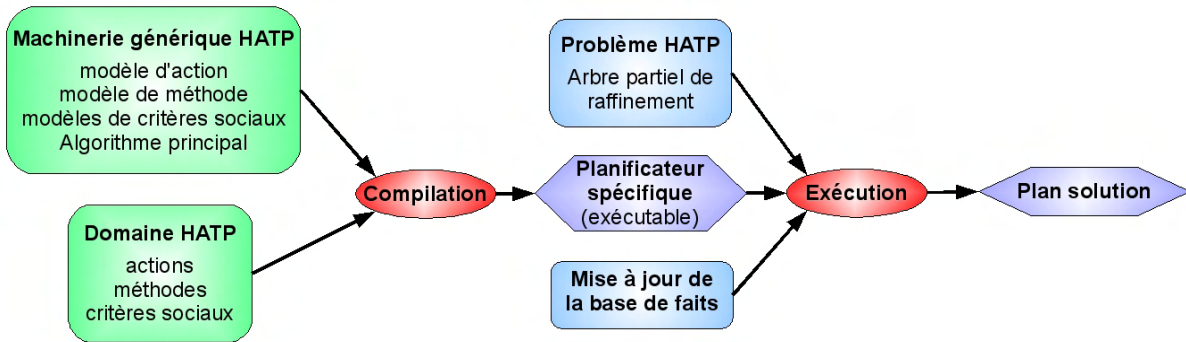 Machinerie générique HATP
modèle d'action
modèle de méthode
modèles de critères sociaux
Algorithme principal
Domaine HATP
actions
méthodes
critères sociaux
Compilation
Problème HATP
Arbre partiel de
raffinement
Planificateur
spécifique
(exécutable)
Mise à jour de
la base de faits
Exécution
Plan solution